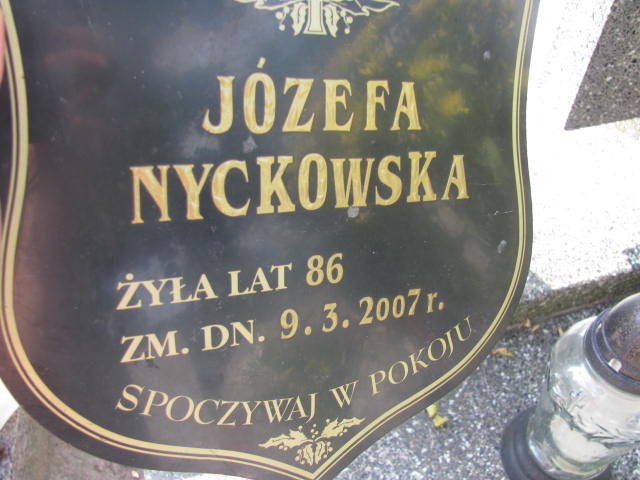 JÓZEFA
NYCKOWSKA
ŻYŁA LAT 86
ZM. DN. 9. 3. 2007 r.
SPOCZYWAJ W POKOJU